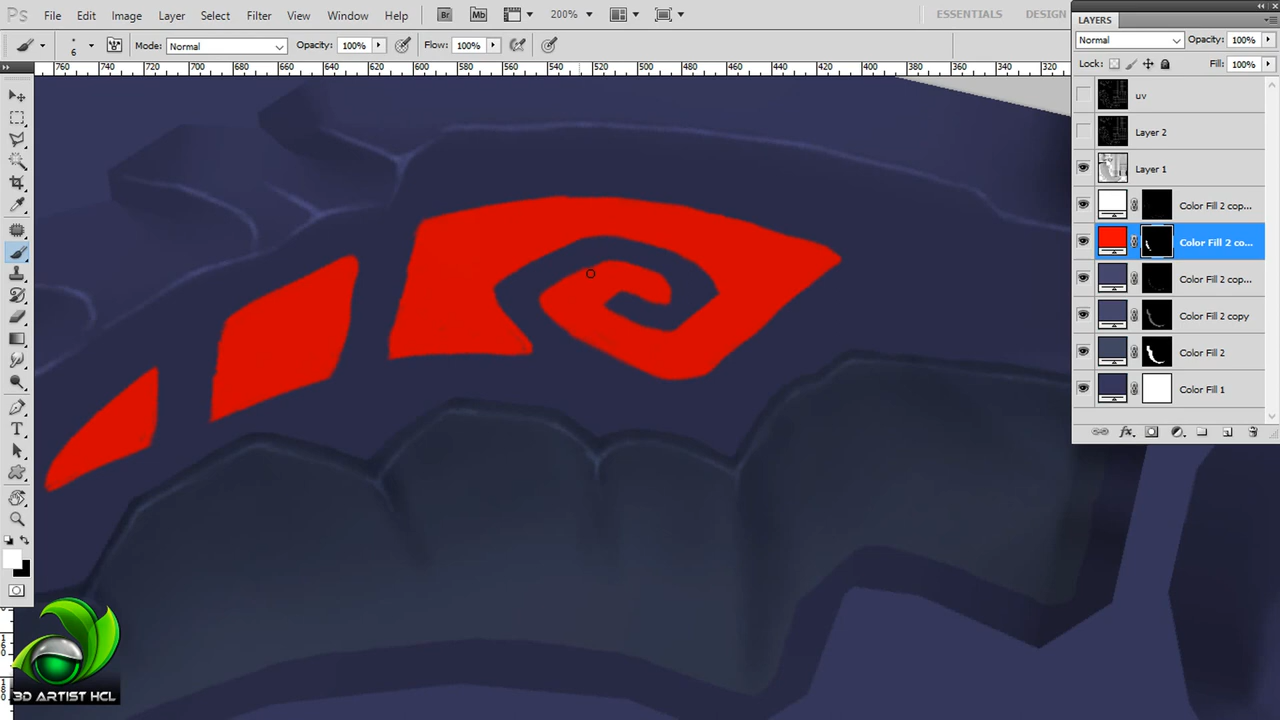 Ps File Edit Image Layer Select Filter View Window Help Br Mb 200% ESSENTIALS DESIGN
6 Mode: Normal Opacity: 100% Flow: 100%
760 740 720 700 680 660 640 620 600 580 560 540 520 500 480 460 440 420 400 380 360 340 320
LAYERS
Normal Opacity: 100%
Lock: Fill: 100%
uv
Layer 2
Layer 1
Color Fill 2 cop...
Color Fill 2 co...
Color Fill 2 cop...
Color Fill 2 copy
Color Fill 2
Color Fill 1
fx
T
3D ARTIST HCL